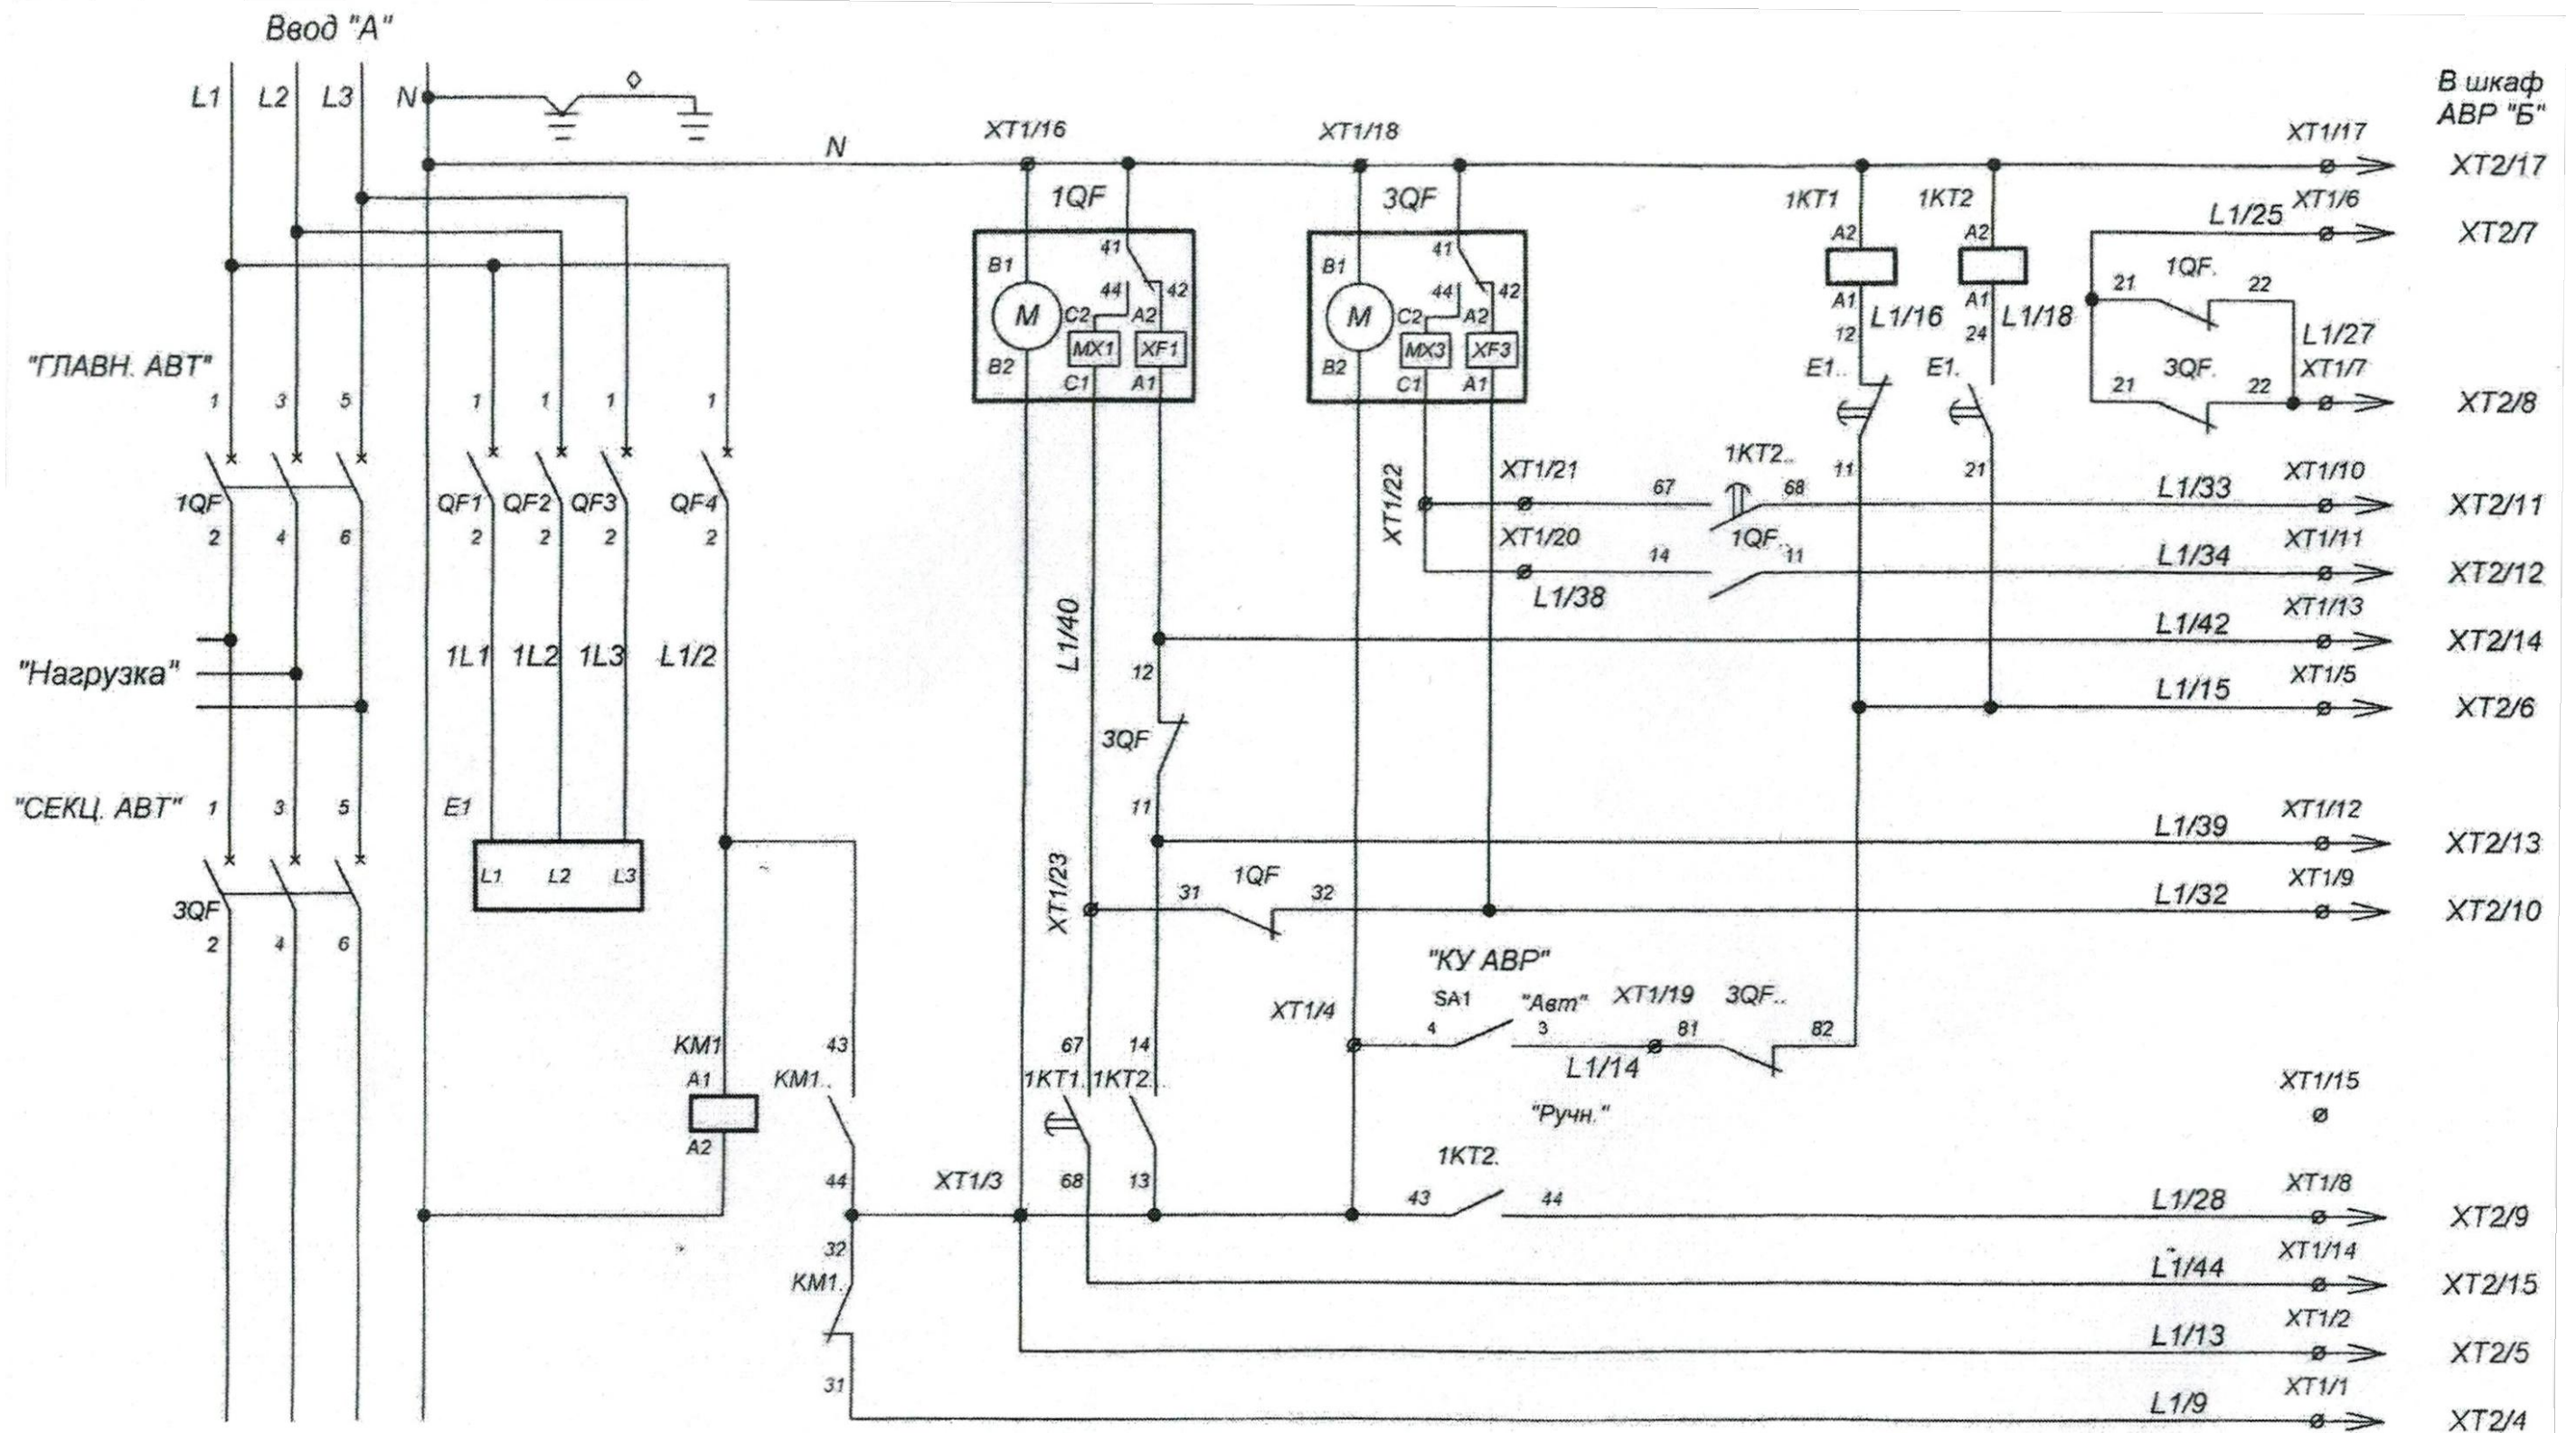 Ввод "А"
В шкаф
АВР "Б"
L1 L2 L3 N
N
XT1/16 XT1/18 XT1/17
XT2/17
1QF 3QF 1KT1 1KT2 XT1/6
L1/25
XT2/7
41 41 A2 A2
B1 B1
1QF.
44 42 44 42 A1 A1 21 22
M C2 A2 M C2 A2 L1/16 L1/18
12 24 L1/27
MX1 XF1 MX3 XF3
"ГЛАВН. АВТ"
B2 C1 A1 B2 C1 A1 E1.. E1. 3QF. XT1/7
21 22
XT2/8
1 3 5 1 1 1 1
1KT2..
XT1/22 XT1/21 67 68 11 21 L1/33 XT1/10
XT2/11
1QF QF1 QF2 QF3 QF4
2 4 6 2 2 2 2
XT1/20 14 1QF.. 11 L1/34 XT1/11
XT2/12
L1/38
XT1/13
L1/42
XT2/14
L1/40
1L1 1L2 1L3 L1/2
"Нагрузка"
12
L1/15 XT1/5
XT2/6
3QF
"СЕКЦ. АВТ" 1 3 5 E1
11
L1/39 XT1/12
XT2/13
L1 L2 L3
XT1/23
31 1QF 32
L1/32 XT1/9
XT2/10
3QF
2 4 6
"КУ АВР"
XT1/4 SA1 "Авт" XT1/19 3QF..
4 3 81 82
L1/14
KM1 43 67 14
A1 KM1.. 1KT1. 1KT2.
XT1/15
"Ручн."
A2
1KT2.
44 XT1/3 68 13 43 44
L1/28 XT1/8
XT2/9
32
KM1.
L1/44 XT1/14
XT2/15
L1/13 XT1/2
XT2/5
31
L1/9 XT1/1
XT2/4